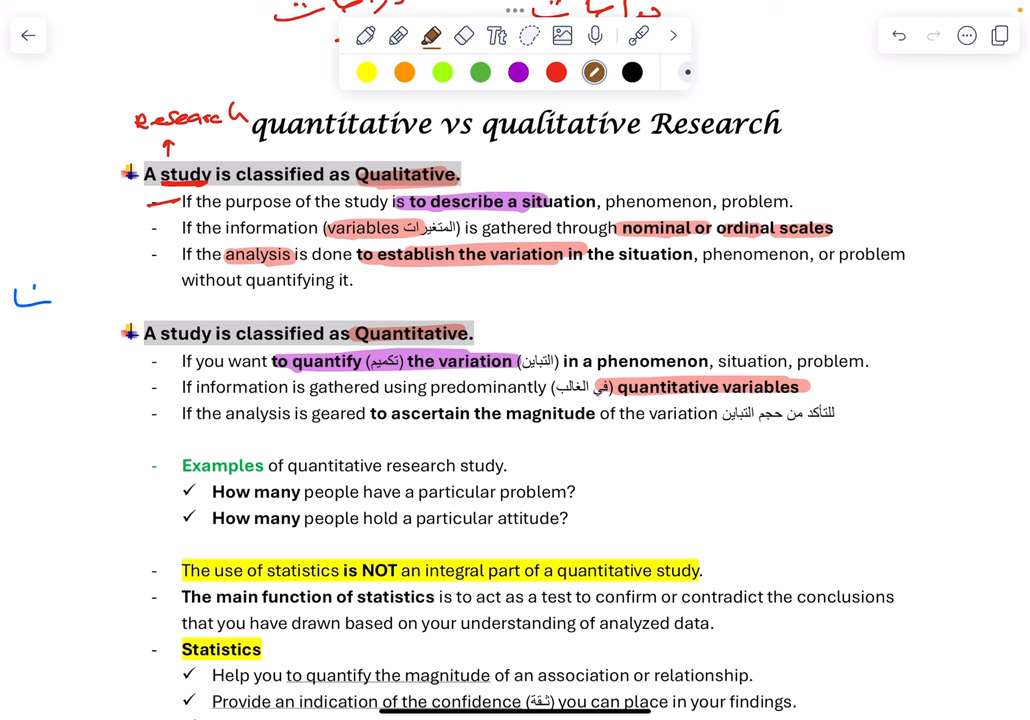 Tt
Research
quantitative vs qualitative Research
A study is classified as Qualitative.
- If the purpose of the study is to describe a situation, phenomenon, problem.
- If the information (variables المتغيرات) is gathered through nominal or ordinal scales
- If the analysis is done to establish the variation in the situation, phenomenon, or problem
without quantifying it.
A study is classified as Quantitative.
- If you want to quantify (تكميم) the variation (التباين) in a phenomenon, situation, problem.
- If information is gathered using predominantly (في الغالب) quantitative variables
- If the analysis is geared to ascertain the magnitude of the variation للتأكد من حجم التباين
- Examples of quantitative research study.
✓ How many people have a particular problem?
✓ How many people hold a particular attitude?
- The use of statistics is NOT an integral part of a quantitative study.
- The main function of statistics is to act as a test to confirm or contradict the conclusions
that you have drawn based on your understanding of analyzed data.
- Statistics
✓ Help you to quantify the magnitude of an association or relationship.
✓ Provide an indication of the confidence (ثقة) you can place in your findings.